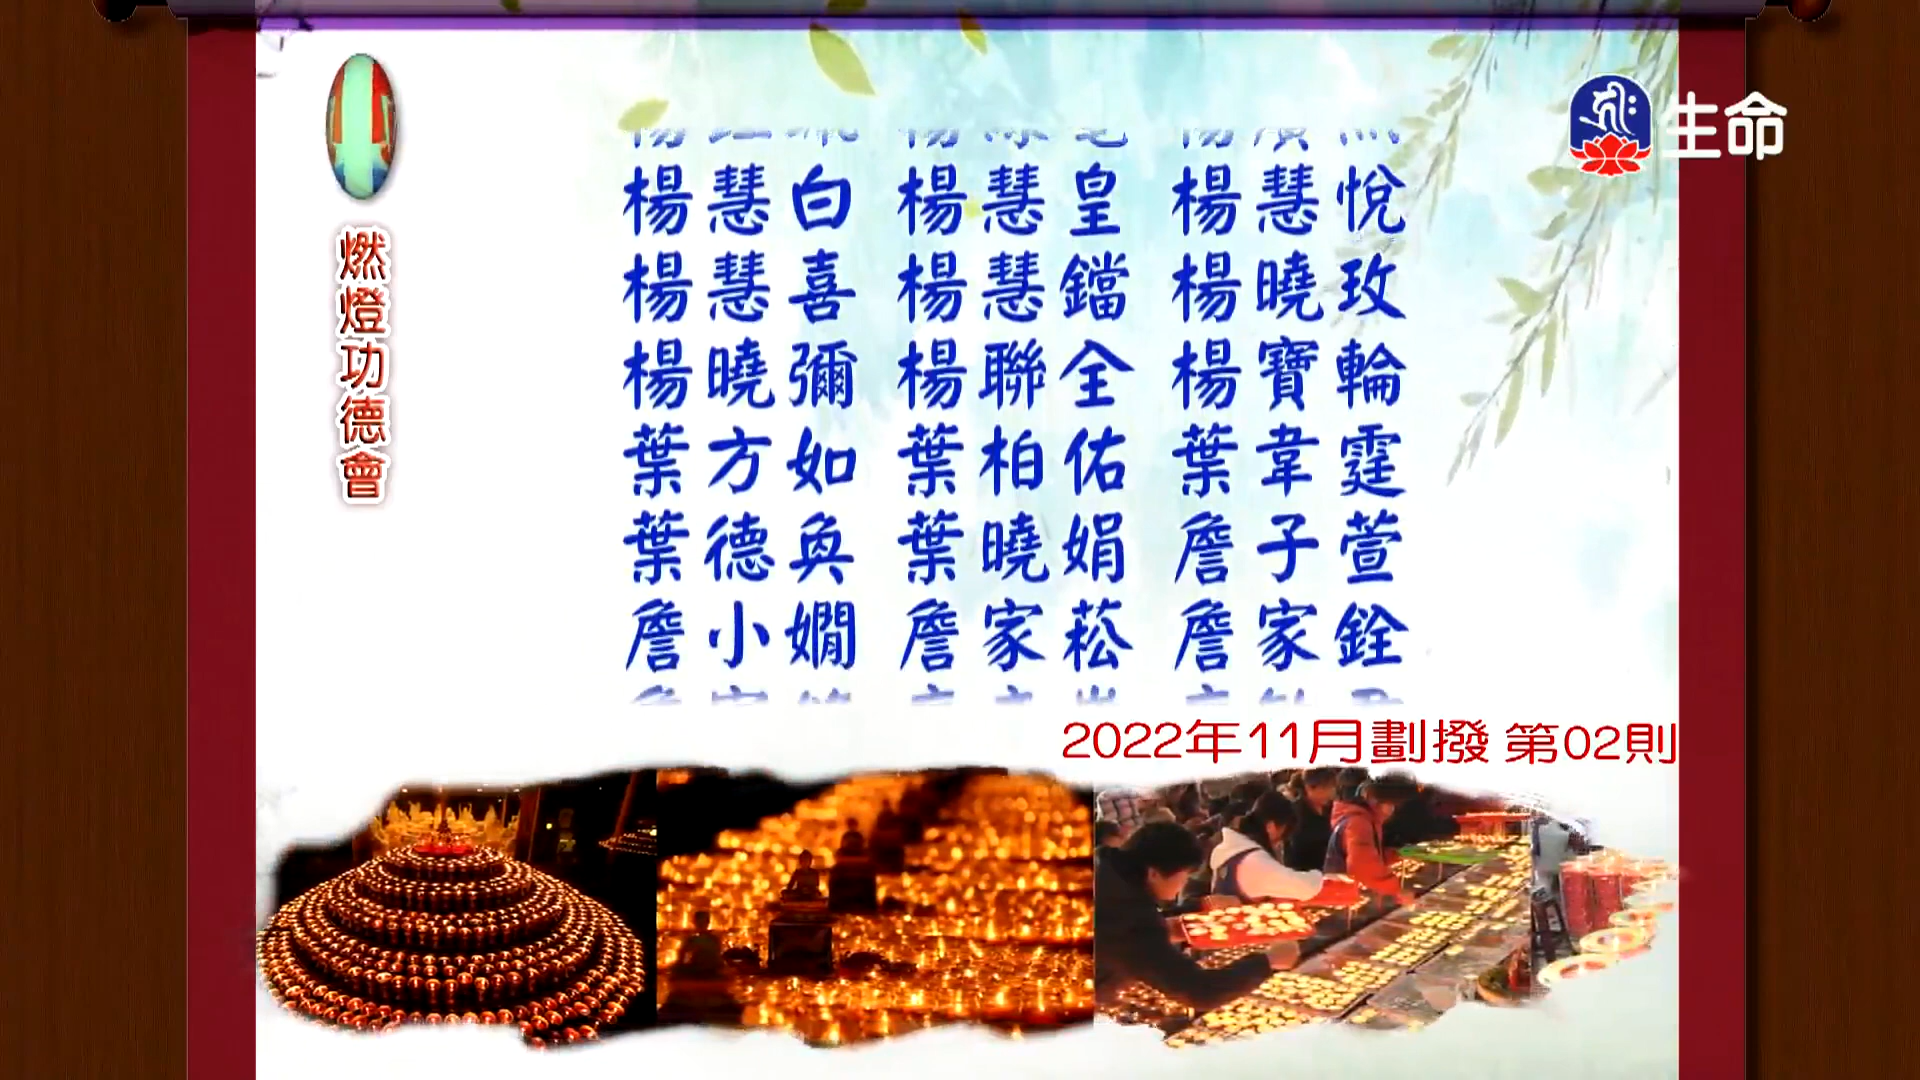 生命
燃燈功德會
楊慧白 楊慧皇 楊慧悅
楊慧喜 楊慧鐺 楊曉玫
楊曉彌 楊聯全 楊寶輪
葉方如 葉柏佑 葉韋霆
葉德奐 葉曉娟 詹子萱
詹小嫺 詹家菘 詹家銓
2022年11月劃撥 第02則